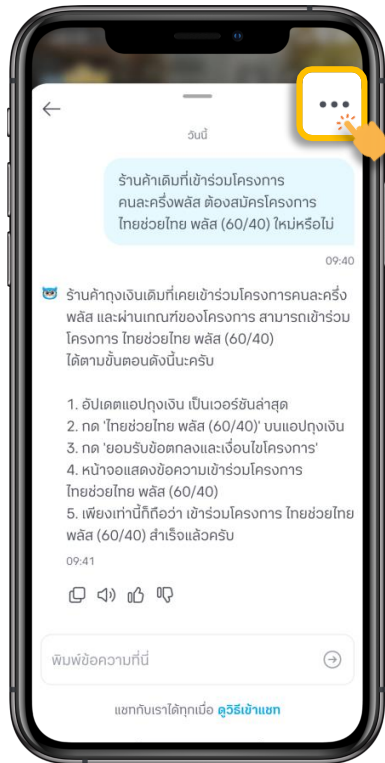 วันนี้
ร้านค้าเดิมที่เข้าร่วมโครงการ
คนละครึ่งพลัส ต้องสมัครโครงการ
ไทยช่วยไทย พลัส (60/40) ใหม่หรือไม่
09:40
ร้านค้าถุงเงินเดิมที่เคยเข้าร่วมโครงการคนละครึ่ง
พลัส และผ่านเกณฑ์ของโครงการ สามารถเข้าร่วม
โครงการ ไทยช่วยไทย พลัส (60/40)
ได้ตามขั้นตอนดังนี้นะครับ
1. อัปเดตแอปถุงเงิน เป็นเวอร์ชันล่าสุด
2. กด 'ไทยช่วยไทย พลัส (60/40)' บนแอปถุงเงิน
3. กด 'ยอมรับข้อตกลงและเงื่อนไขโครงการ'
4. หน้าจอแสดงข้อความเข้าร่วมโครงการ
ไทยช่วยไทย พลัส (60/40)
5. เพียงเท่านี้ก็ถือว่า เข้าร่วมโครงการ ไทยช่วยไทย
พลัส (60/40) สำเร็จแล้วครับ
09:41
พิมพ์ข้อความที่นี่
แชทกับเราได้ทุกเมื่อ ดูวิธีเข้าแชท